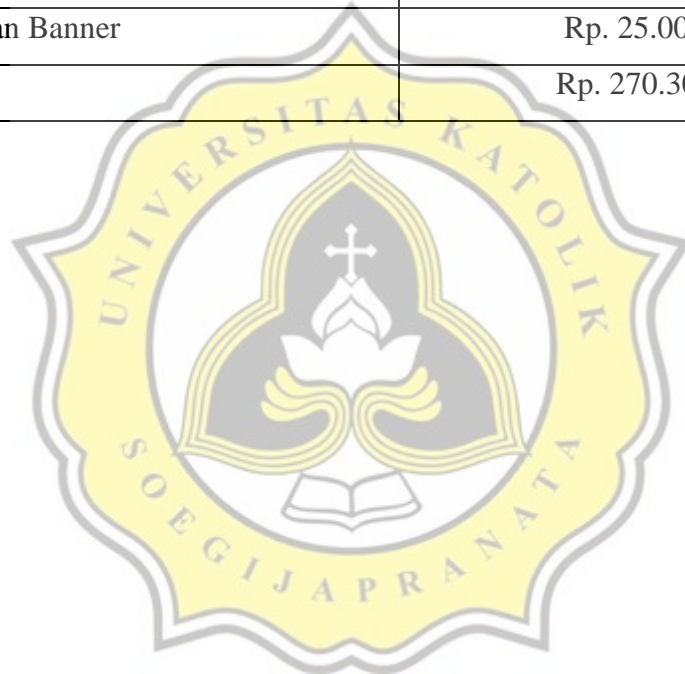 an Banner Rp. 25.00
Rp. 270.30
UNIVERSITAS KATOLIK
SOEGIJAPRANATA